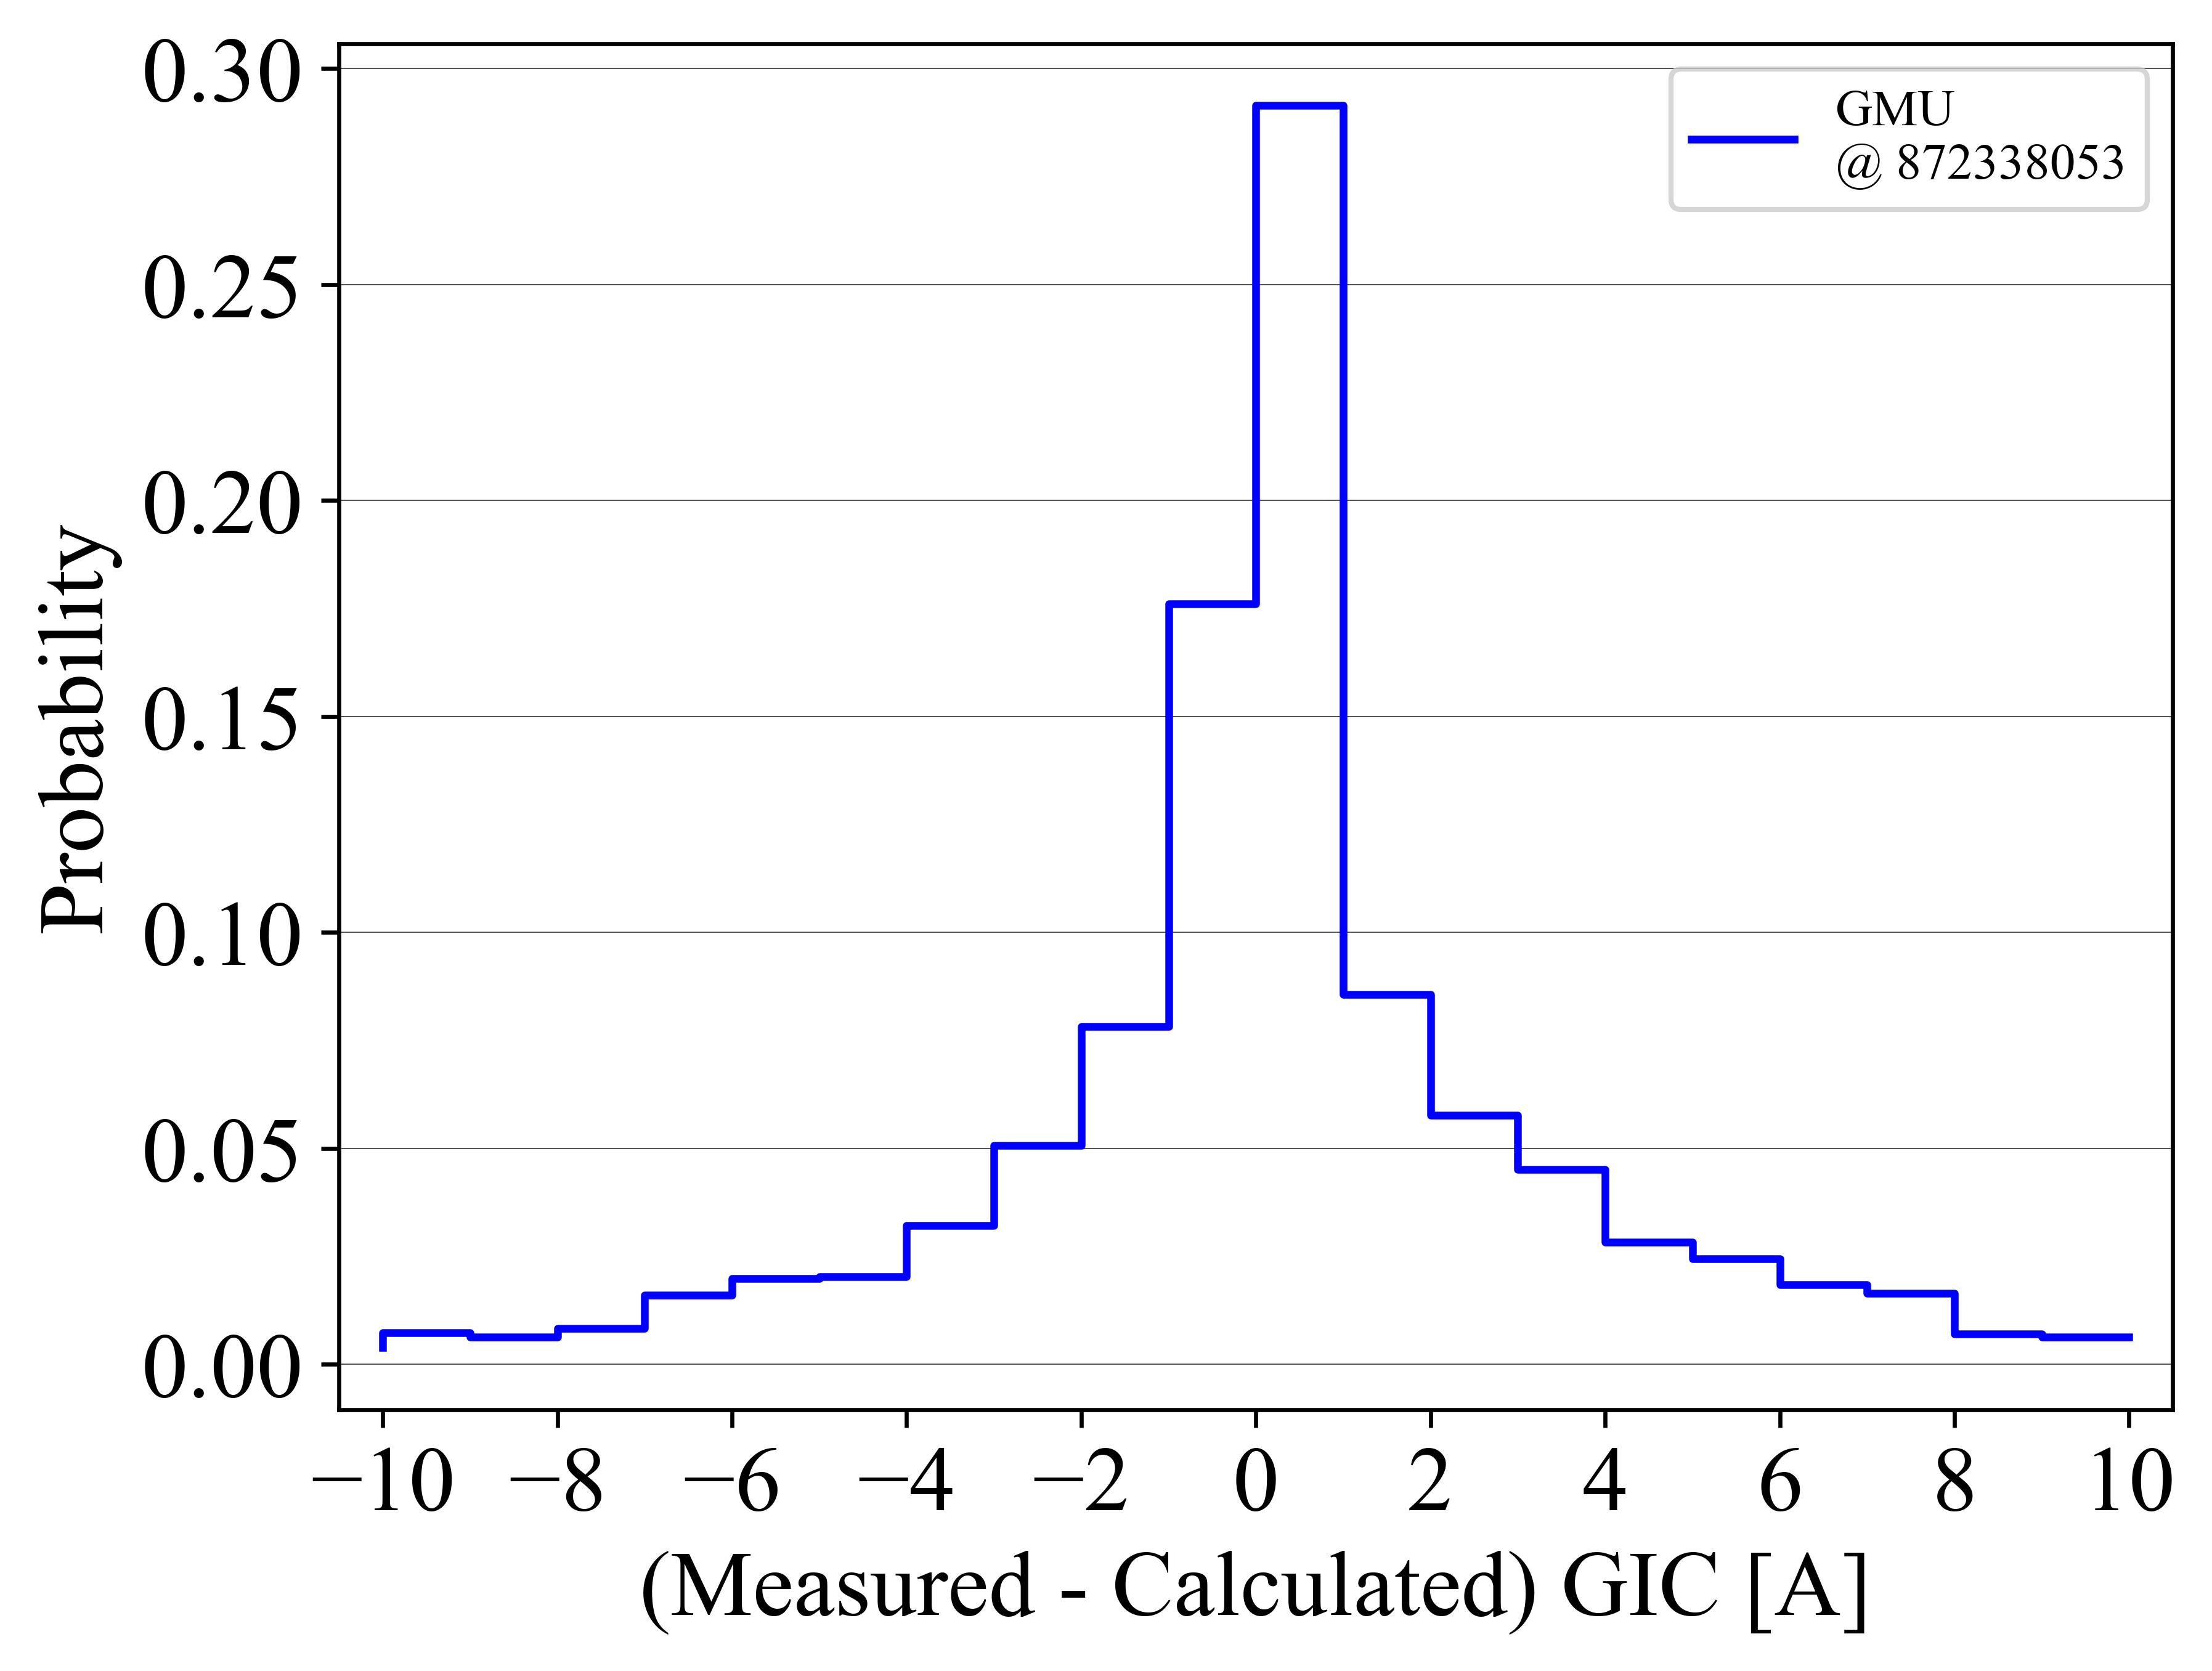 0.30
0.25
0.20
0.15
0.10
0.05
0.00
Probability
GMU
@ 872338053
−10 −8 −6 −4 −2 0 2 4 6 8 10
(Measured - Calculated) GIC [A]